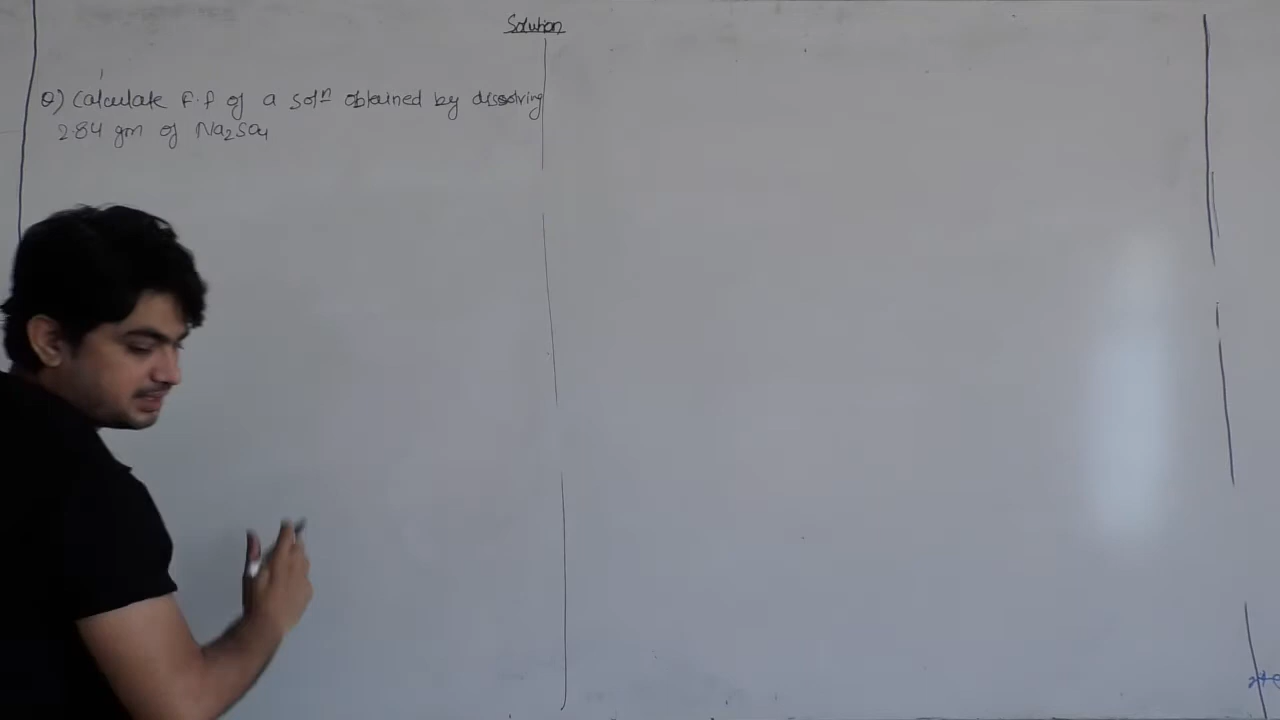 Solution
Q) Calculate F.P of a solⁿ obtained by dissolving
2.84 gm of Na₂SO₄